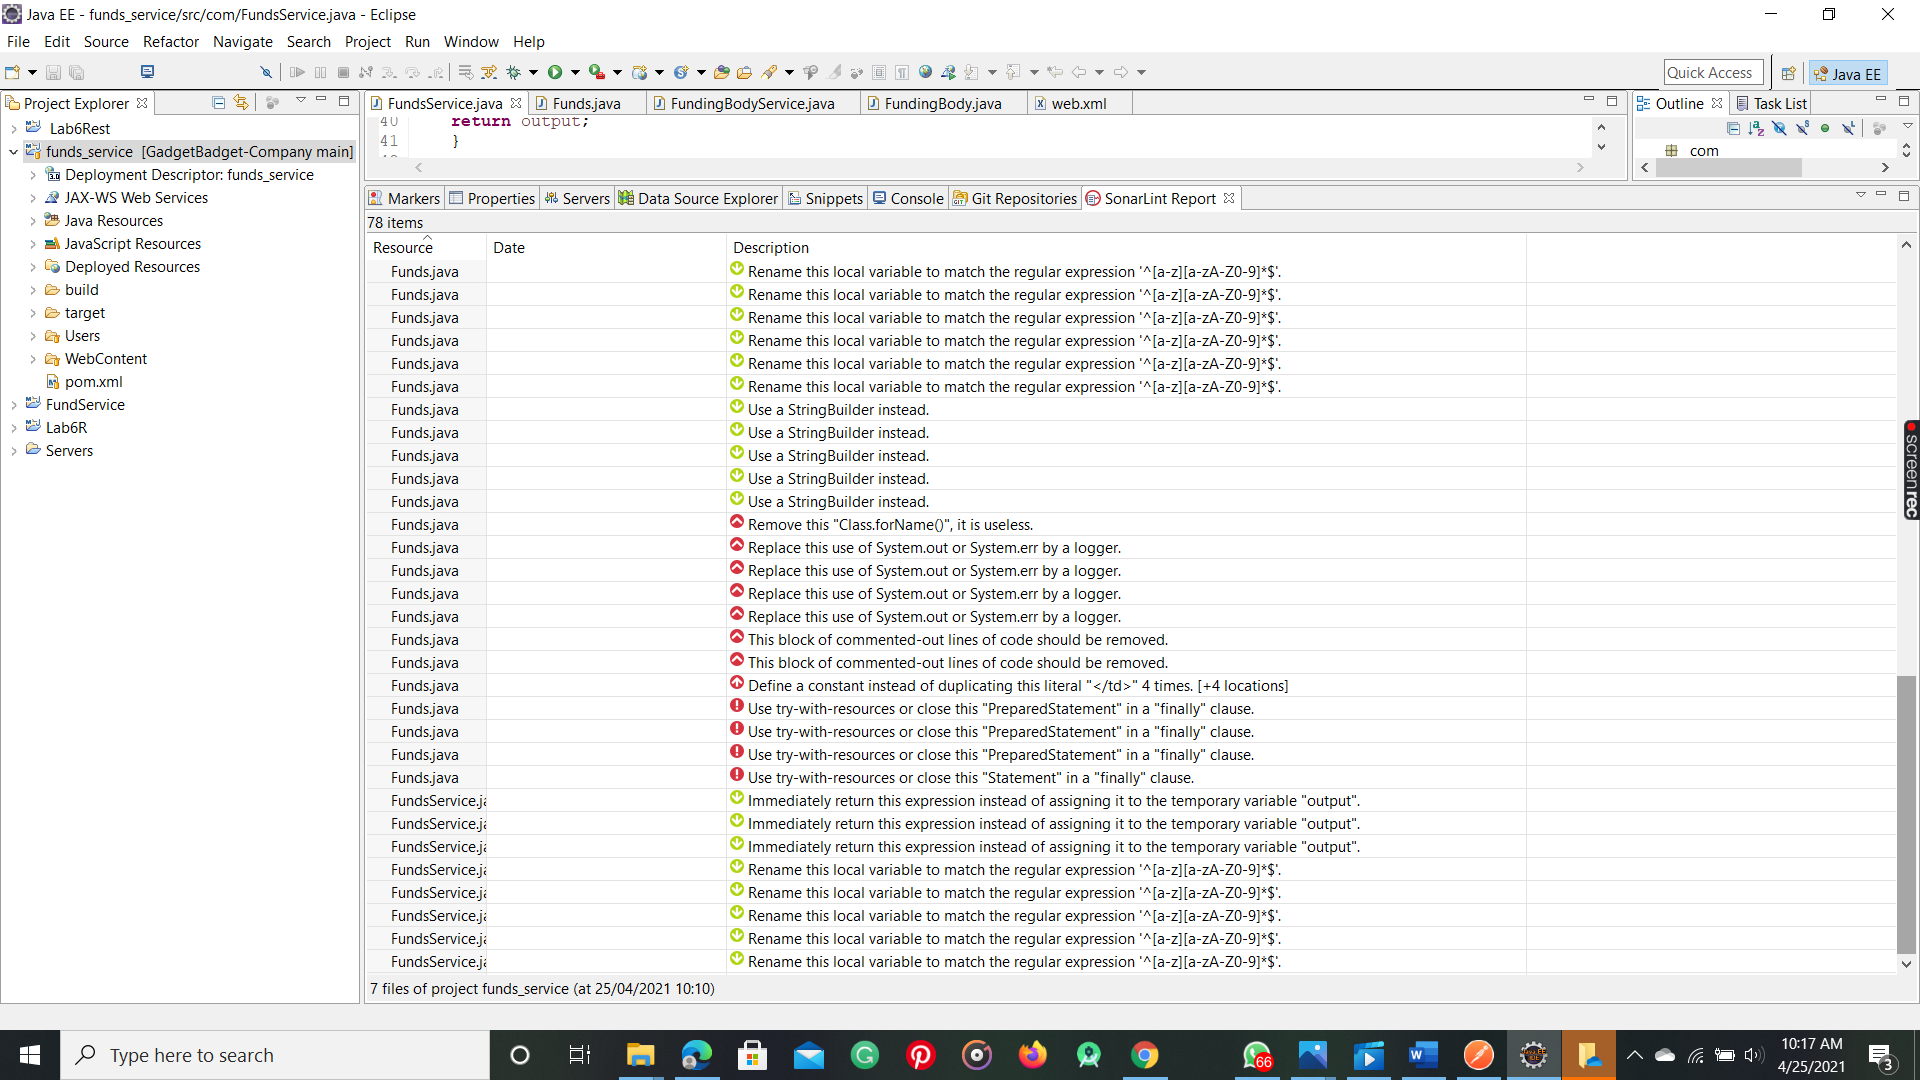 Java EE - funds_service/src/com/FundsService.java - Eclipse
File Edit Source Refactor Navigate Search Project Run Window Help
Quick Access
Java EE
Project Explorer
FundsService.java Funds.java FundingBodyService.java FundingBody.java web.xml
Outline Task List
Lab6Rest
funds_service [GadgetBadget-Company main]
Deployment Descriptor: funds_service
JAX-WS Web Services
Java Resources
JavaScript Resources
Deployed Resources
build
target
Users
WebContent
pom.xml
FundService
Lab6R
Servers
40 return output;
41 }
com
Markers Properties Servers Data Source Explorer Snippets Console Git Repositories SonarLint Report
78 items
Resource Date Description
Funds.java Rename this local variable to match the regular expression '^[a-z][a-zA-Z0-9]*$'.
Funds.java Rename this local variable to match the regular expression '^[a-z][a-zA-Z0-9]*$'.
Funds.java Rename this local variable to match the regular expression '^[a-z][a-zA-Z0-9]*$'.
Funds.java Rename this local variable to match the regular expression '^[a-z][a-zA-Z0-9]*$'.
Funds.java Rename this local variable to match the regular expression '^[a-z][a-zA-Z0-9]*$'.
Funds.java Rename this local variable to match the regular expression '^[a-z][a-zA-Z0-9]*$'.
Funds.java Use a StringBuilder instead.
Funds.java Use a StringBuilder instead.
Funds.java Use a StringBuilder instead.
Funds.java Use a StringBuilder instead.
Funds.java Use a StringBuilder instead.
Funds.java Remove this "Class.forName()", it is useless.
Funds.java Replace this use of System.out or System.err by a logger.
Funds.java Replace this use of System.out or System.err by a logger.
Funds.java Replace this use of System.out or System.err by a logger.
Funds.java Replace this use of System.out or System.err by a logger.
Funds.java This block of commented-out lines of code should be removed.
Funds.java This block of commented-out lines of code should be removed.
Funds.java Define a constant instead of duplicating this literal "</td>" 4 times. [+4 locations]
Funds.java Use try-with-resources or close this "PreparedStatement" in a "finally" clause.
Funds.java Use try-with-resources or close this "PreparedStatement" in a "finally" clause.
Funds.java Use try-with-resources or close this "PreparedStatement" in a "finally" clause.
Funds.java Use try-with-resources or close this "Statement" in a "finally" clause.
FundsService.ja Immediately return this expression instead of assigning it to the temporary variable "output".
FundsService.ja Immediately return this expression instead of assigning it to the temporary variable "output".
FundsService.ja Immediately return this expression instead of assigning it to the temporary variable "output".
FundsService.ja Rename this local variable to match the regular expression '^[a-z][a-zA-Z0-9]*$'.
FundsService.ja Rename this local variable to match the regular expression '^[a-z][a-zA-Z0-9]*$'.
FundsService.ja Rename this local variable to match the regular expression '^[a-z][a-zA-Z0-9]*$'.
FundsService.ja Rename this local variable to match the regular expression '^[a-z][a-zA-Z0-9]*$'.
FundsService.ja Rename this local variable to match the regular expression '^[a-z][a-zA-Z0-9]*$'.
7 files of project funds_service (at 25/04/2021 10:10)
screenrec
Type here to search
66
10:17 AM
4/25/2021
3